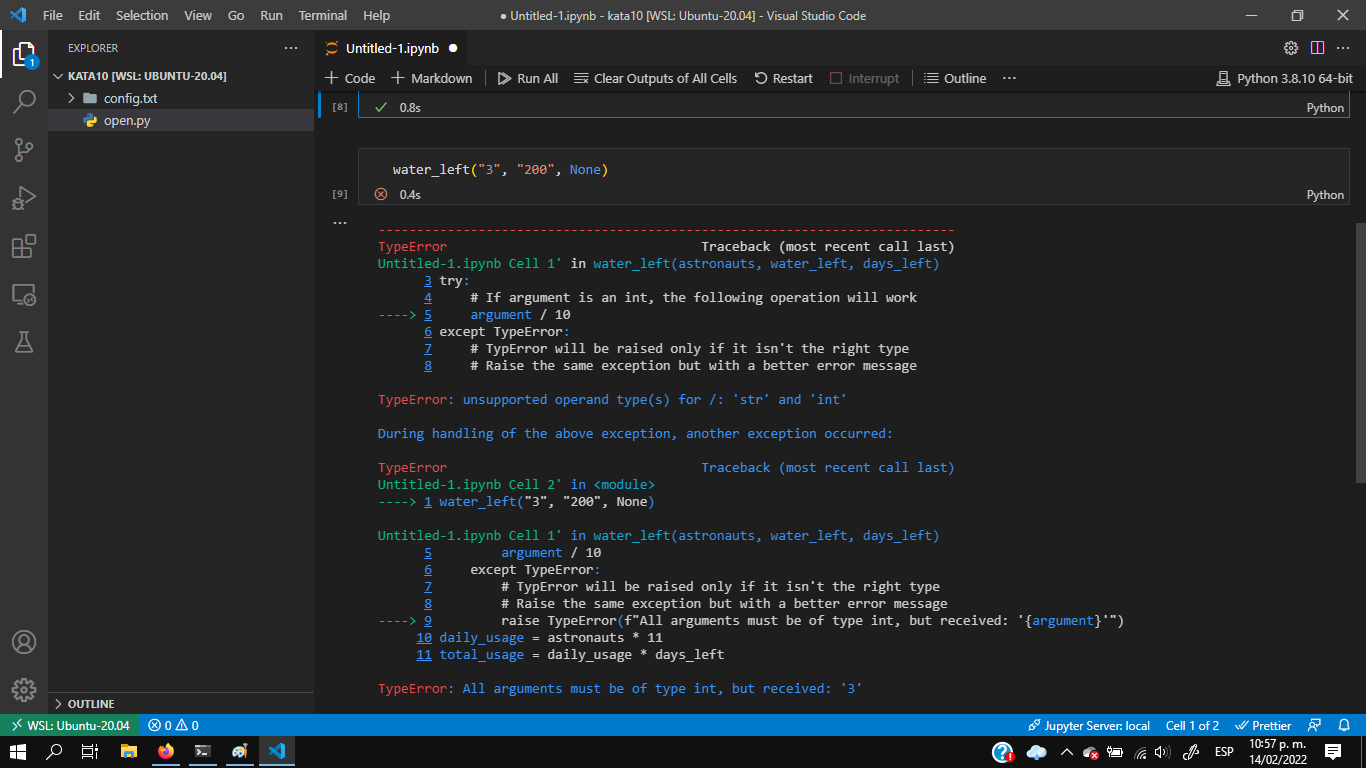 File Edit Selection View Go Run Terminal Help ● Untitled-1.ipynb - kata10 [WSL: Ubuntu-20.04] - Visual Studio Code
EXPLORER ···
Untitled-1.ipynb ●
1
KATA10 [WSL: UBUNTU-20.04]
config.txt
open.py
OUTLINE
+ Code + Markdown Run All Clear Outputs of All Cells Restart Interrupt Outline ··· Python 3.8.10 64-bit
[8] 0.8s Python
water_left("3", "200", None)
[9] 0.4s Python
···
---------------------------------------------------------------------------
TypeError Traceback (most recent call last)
Untitled-1.ipynb Cell 1' in water_left(astronauts, water_left, days_left)
3 try:
4 # If argument is an int, the following operation will work
----> 5 argument / 10
6 except TypeError:
7 # TypError will be raised only if it isn't the right type
8 # Raise the same exception but with a better error message
TypeError: unsupported operand type(s) for /: 'str' and 'int'
During handling of the above exception, another exception occurred:
TypeError Traceback (most recent call last)
Untitled-1.ipynb Cell 2' in <module>
----> 1 water_left("3", "200", None)
Untitled-1.ipynb Cell 1' in water_left(astronauts, water_left, days_left)
5 argument / 10
6 except TypeError:
7 # TypError will be raised only if it isn't the right type
8 # Raise the same exception but with a better error message
----> 9 raise TypeError(f"All arguments must be of type int, but received: '{argument}'")
10 daily_usage = astronauts * 11
11 total_usage = daily_usage * days_left
TypeError: All arguments must be of type int, but received: '3'
WSL: Ubuntu-20.04 0 0 Jupyter Server: local Cell 1 of 2 Prettier
ESP 10:57 p. m.
14/02/2022